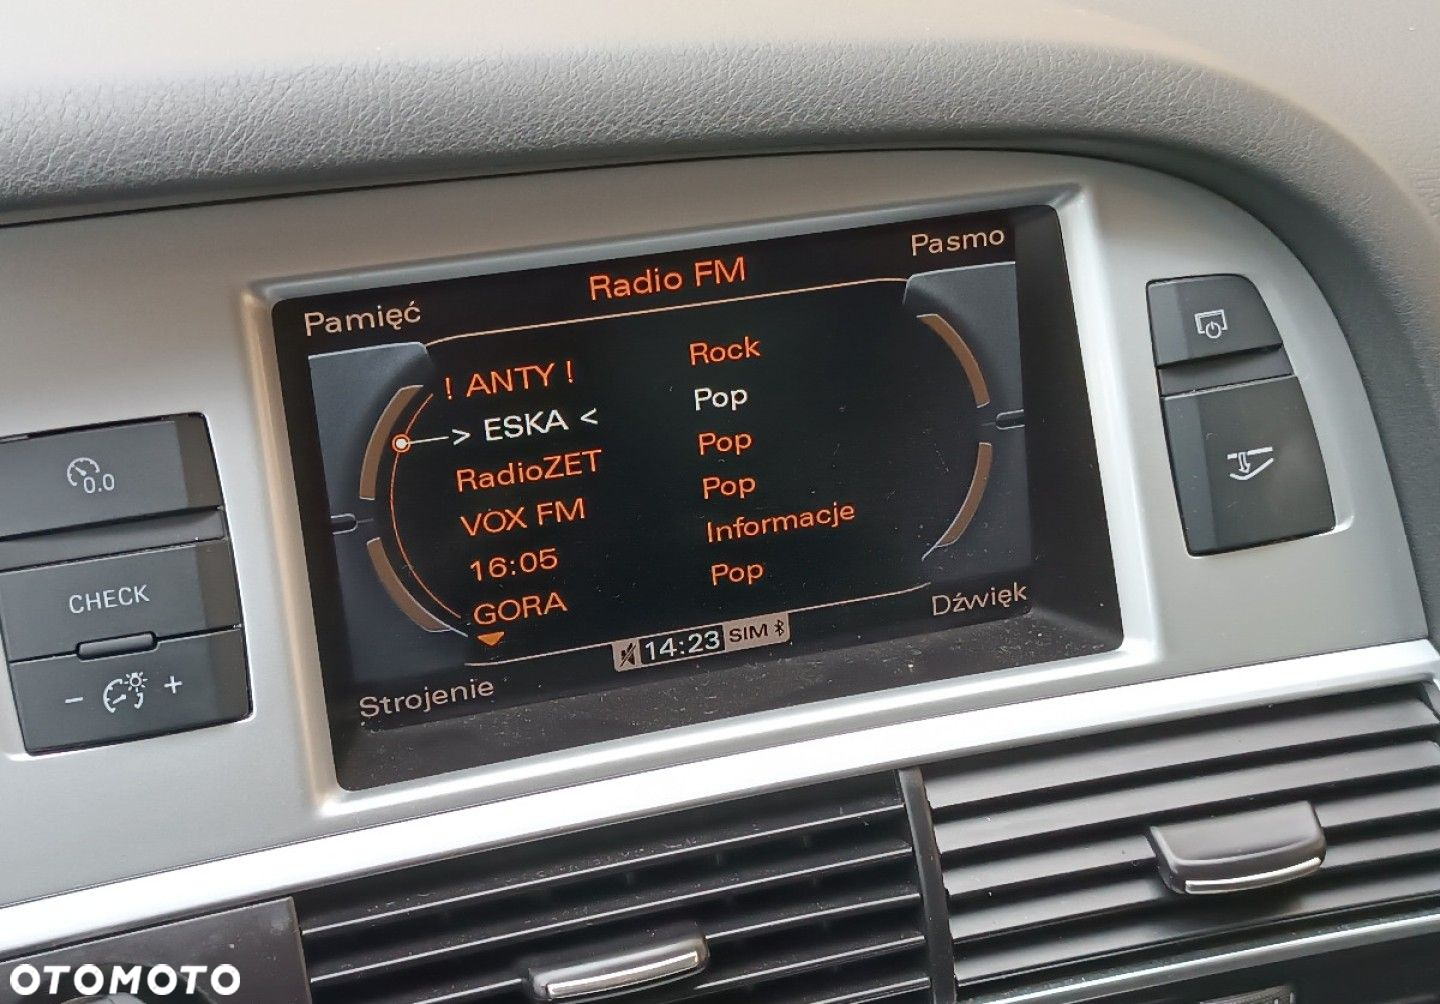 Pamięć
Radio FM
Pasmo
! ANTY ! Rock
> ESKA < Pop
RadioZET Pop
VOX FM Pop
16:05 Informacje
GORA Pop
14:23 SIM
Strojenie
Dźwięk
0.0
CHECK
- +
OTOMOTO